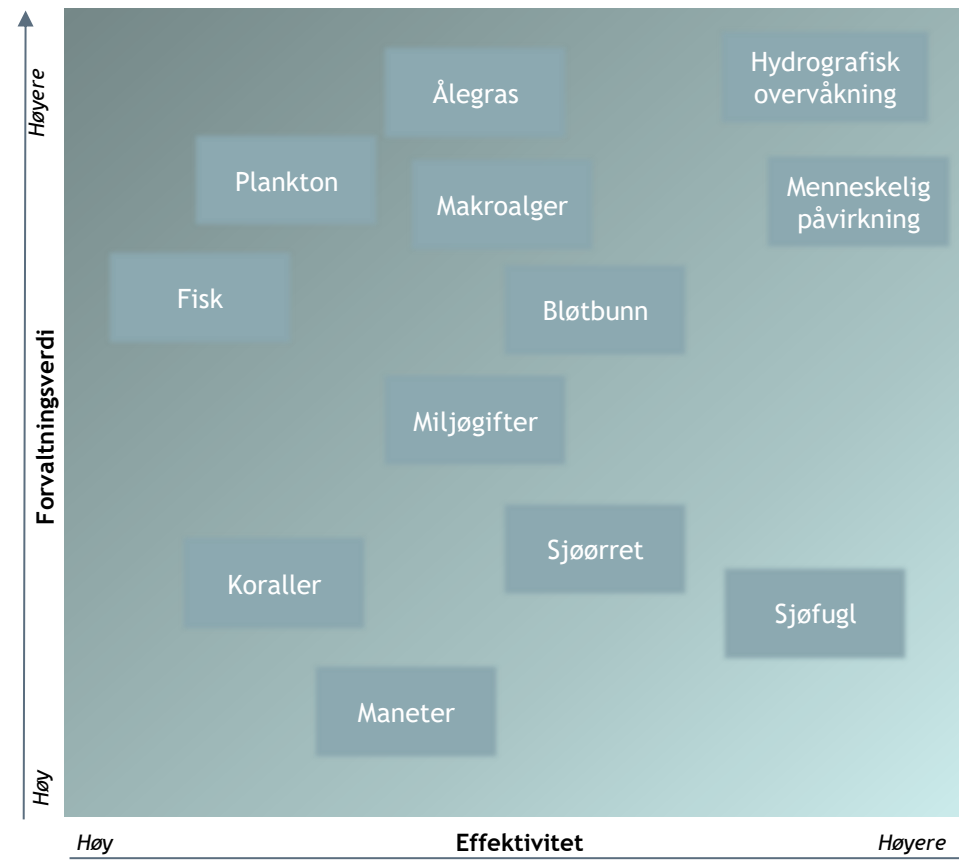 Høyere
Forvaltningsverdi
Høy
Ålegras
Hydrografisk
overvåkning
Plankton
Makroalger
Menneskelig
påvirkning
Fisk
Bløtbunn
Miljøgifter
Sjøørret
Koraller
Sjøfugl
Maneter
Høy
Effektivitet
Høyere